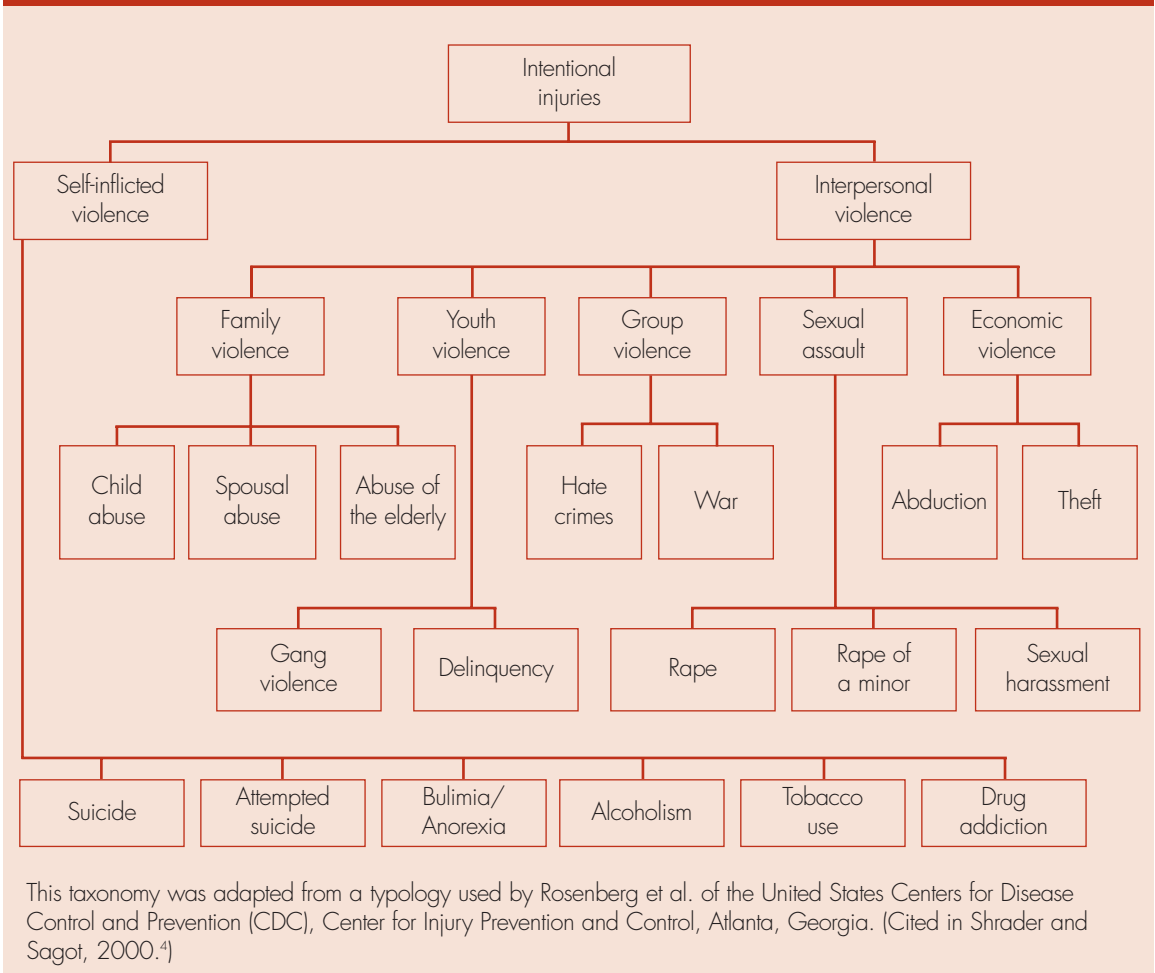 Intentional
injuries
Self-inflicted
violence
Interpersonal
violence
Family
violence
Youth
violence
Group
violence
Sexual
assault
Economic
violence
Child
abuse
Spousal
abuse
Abuse of
the elderly
Hate
crimes
War
Abduction
Theft
Gang
violence
Delinquency
Rape
Rape of
a minor
Sexual
harassment
Suicide
Attempted
suicide
Bulimia/
Anorexia
Alcoholism
Tobacco
use
Drug
addiction
This taxonomy was adapted from a typology used by Rosenberg et al. of the United States Centers for Disease
Control and Prevention (CDC), Center for Injury Prevention and Control, Atlanta, Georgia. (Cited in Shrader and
Sagot, 2000.⁴)